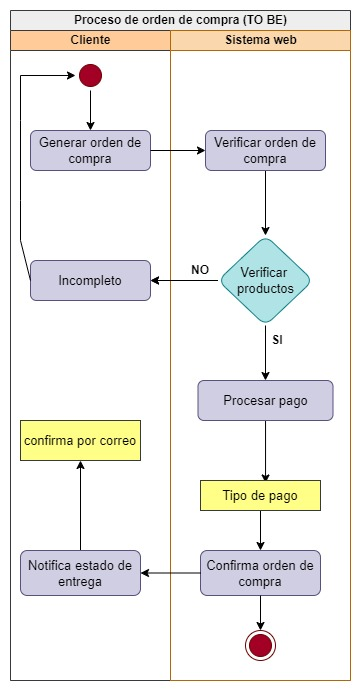 Proceso de orden de compra (TO BE)
Cliente
Sistema web
Generar orden de
compra
Verificar orden de
compra
Verificar
productos
NO
Incompleto
SI
Procesar pago
confirma por correo
Tipo de pago
Notifica estado de
entrega
Confirma orden de
compra